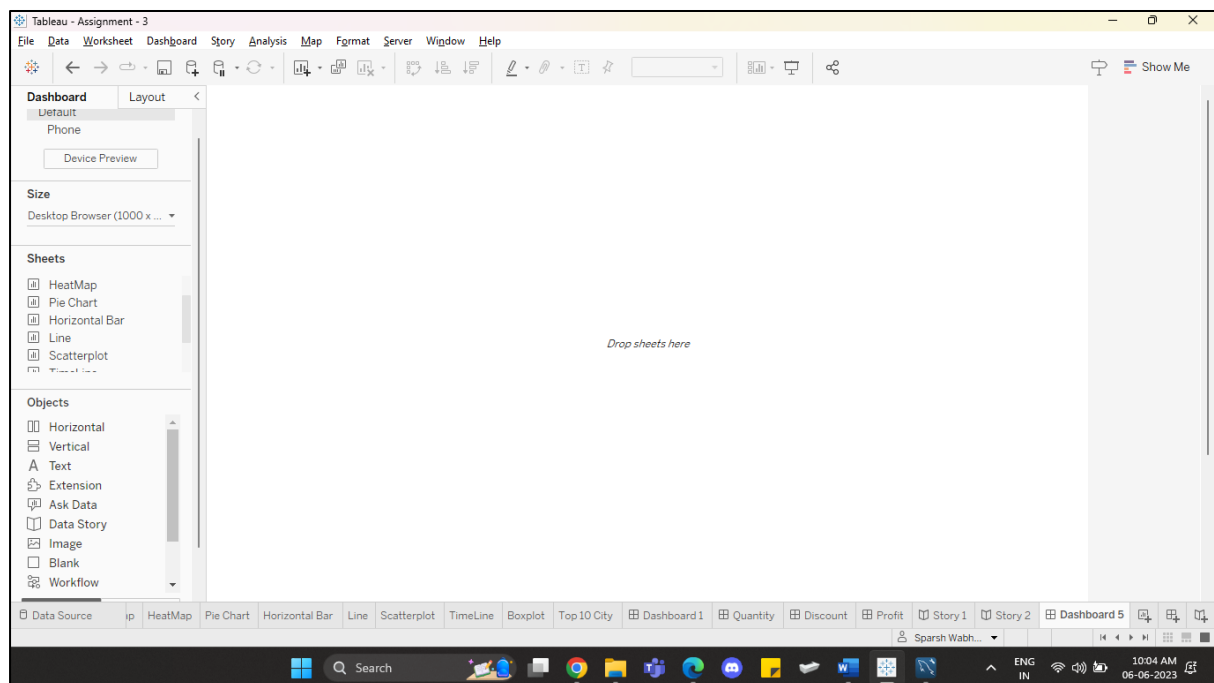 Tableau - Assignment - 3
File Data Worksheet Dashboard Story Analysis Map Format Server Window Help
Show Me
Dashboard Layout
Default
Phone
Device Preview
Size
Desktop Browser (1000 x ...
Sheets
HeatMap
Pie Chart
Horizontal Bar
Line
Scatterplot
TimeLine
Drop sheets here
Objects
Horizontal
Vertical
A Text
Extension
Ask Data
Data Story
Image
Blank
Workflow
Data Source ap HeatMap Pie Chart Horizontal Bar Line Scatterplot TimeLine Boxplot Top 10 City Dashboard 1 Quantity Discount Profit Story 1 Story 2 Dashboard 5
Sparsh Wabh...
Search
ENG
IN
10:04 AM
06-06-2023